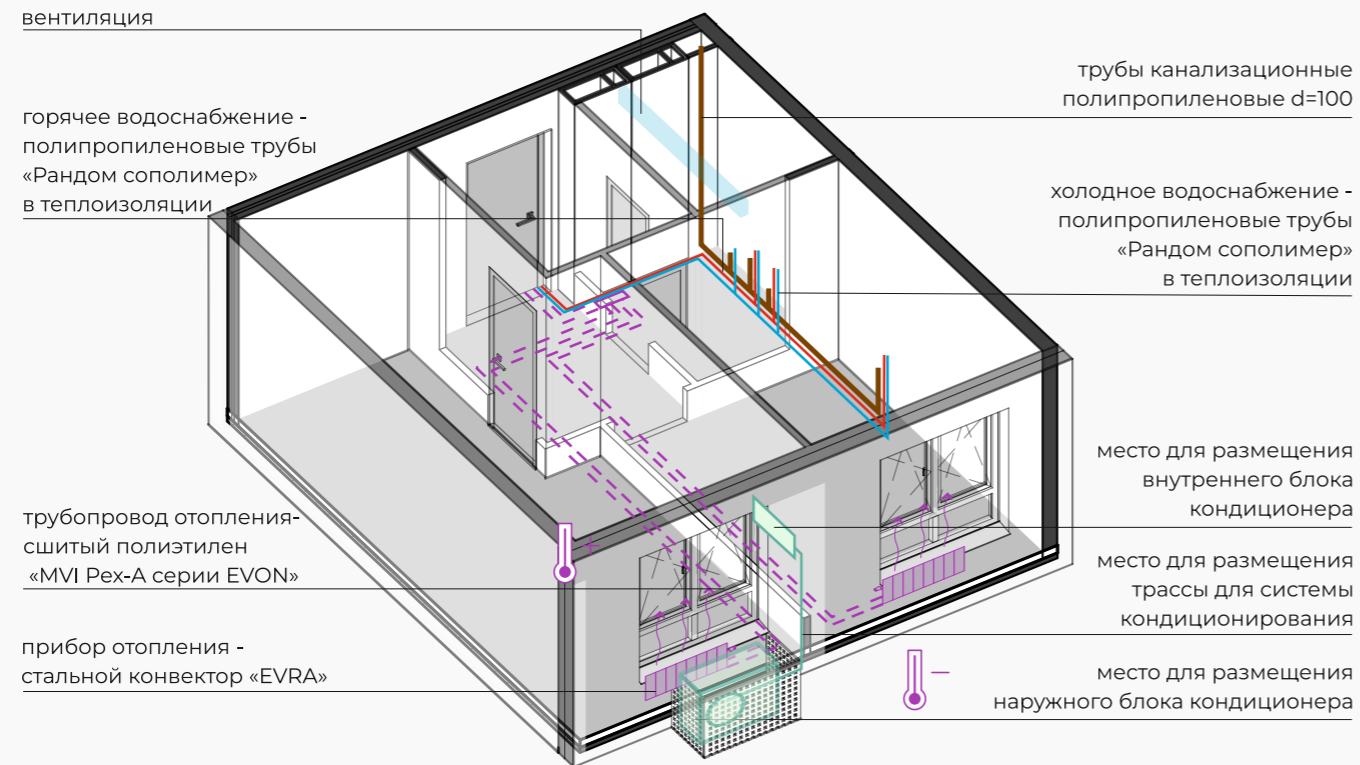 вентиляция
горячее водоснабжение -
полипропиленовые трубы
«Рандом сополимер»
в теплоизоляции
трубопровод отопления-
сшитый полиэтилен
«MVI Pex-A серии EVON»
прибор отопления -
стальной конвектор «EVRA»
трубы канализационные
полипропиленовые d=100
холодное водоснабжение -
полипропиленовые трубы
«Рандом сополимер»
в теплоизоляции
место для размещения
внутреннего блока
кондиционера
место для размещения
трассы для системы
кондиционирования
место для размещения
наружного блока кондиционера